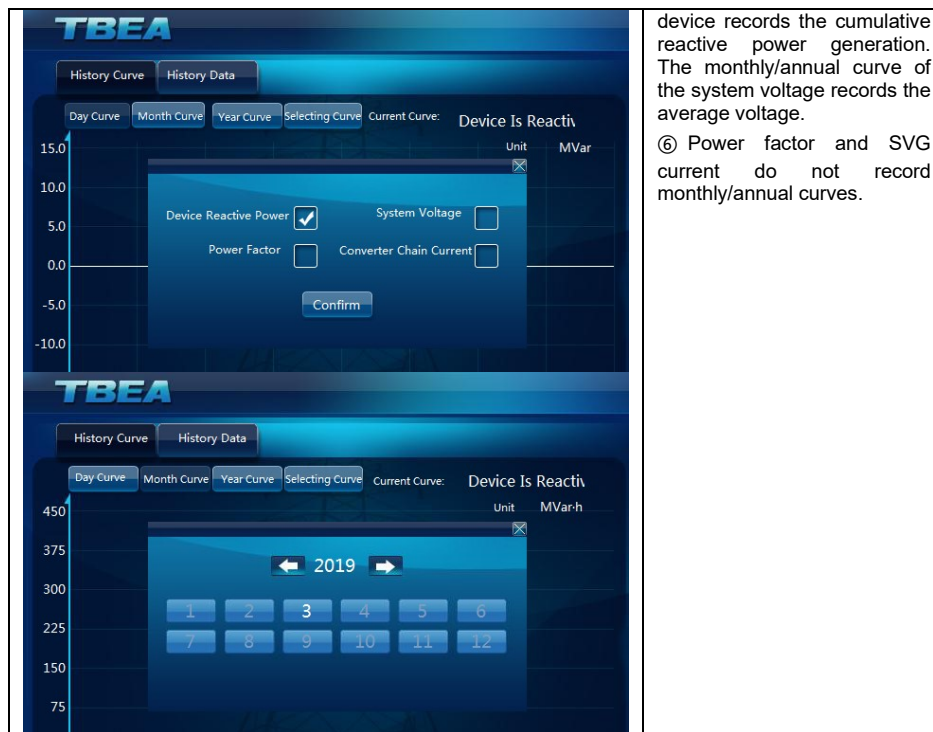 TBEA
History Curve History Data
Day Curve Month Curve Year Curve Selecting Curve Current Curve: Device Is Reactiv
Unit MVar
15.0
10.0
Device Reactive Power System Voltage
5.0
Power Factor Converter Chain Current
0.0
Confirm
-5.0
-10.0
TBEA
History Curve History Data
Day Curve Month Curve Year Curve Selecting Curve Current Curve: Device Is Reactiv
Unit MVar·h
450
375
2019
300
1 2 3 4 5 6
225
7 8 9 10 11 12
150
75
device records the cumulative
reactive power generation.
The monthly/annual curve of
the system voltage records the
average voltage.
⑥ Power factor and SVG
current do not record
monthly/annual curves.